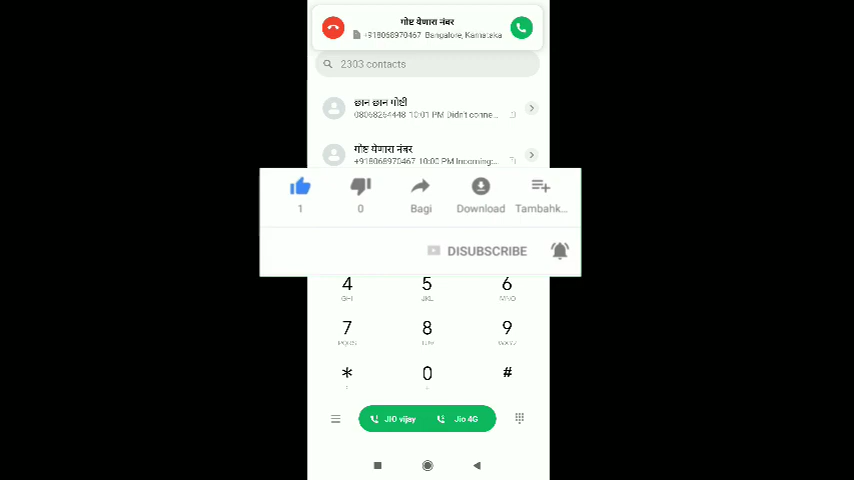 गोष्ट येणारा नंबर
+918068970467 Bangalore, Karnataka
2303 contacts
छान छान गोष्टी
08068264448 10:01 PM Didn't conne...
गोष्ट येणारा नंबर
+918068970467 10:00 PM Incoming:...
1 0 Bagi Download Tambahk...
DISUBSCRIBE
4 5 6
GHI JKL MNO
7 8 9
PQRS TUV WXYZ
* 0 #
JIO vijay Jio 4G